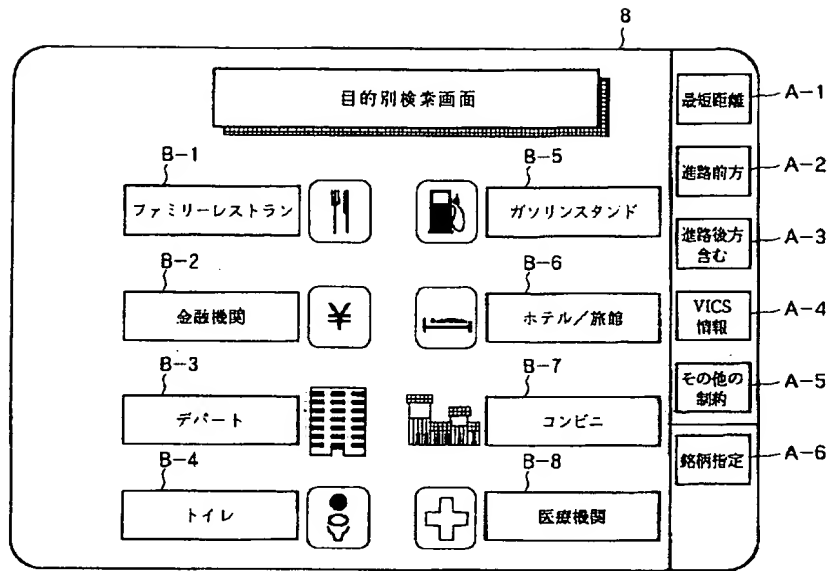 8
目的別検索画面
最短距離
A-1
進路前方
A-2
進路後方
含む
A-3
VICS
情報
A-4
その他の
制約
A-5
銘柄指定
A-6
B-1
ファミリーレストラン
B-5
ガソリンスタンド
B-2
金融機関
¥
B-6
ホテル/旅館
B-3
デパート
B-7
コンビニ
B-4
トイレ
B-8
医療機関